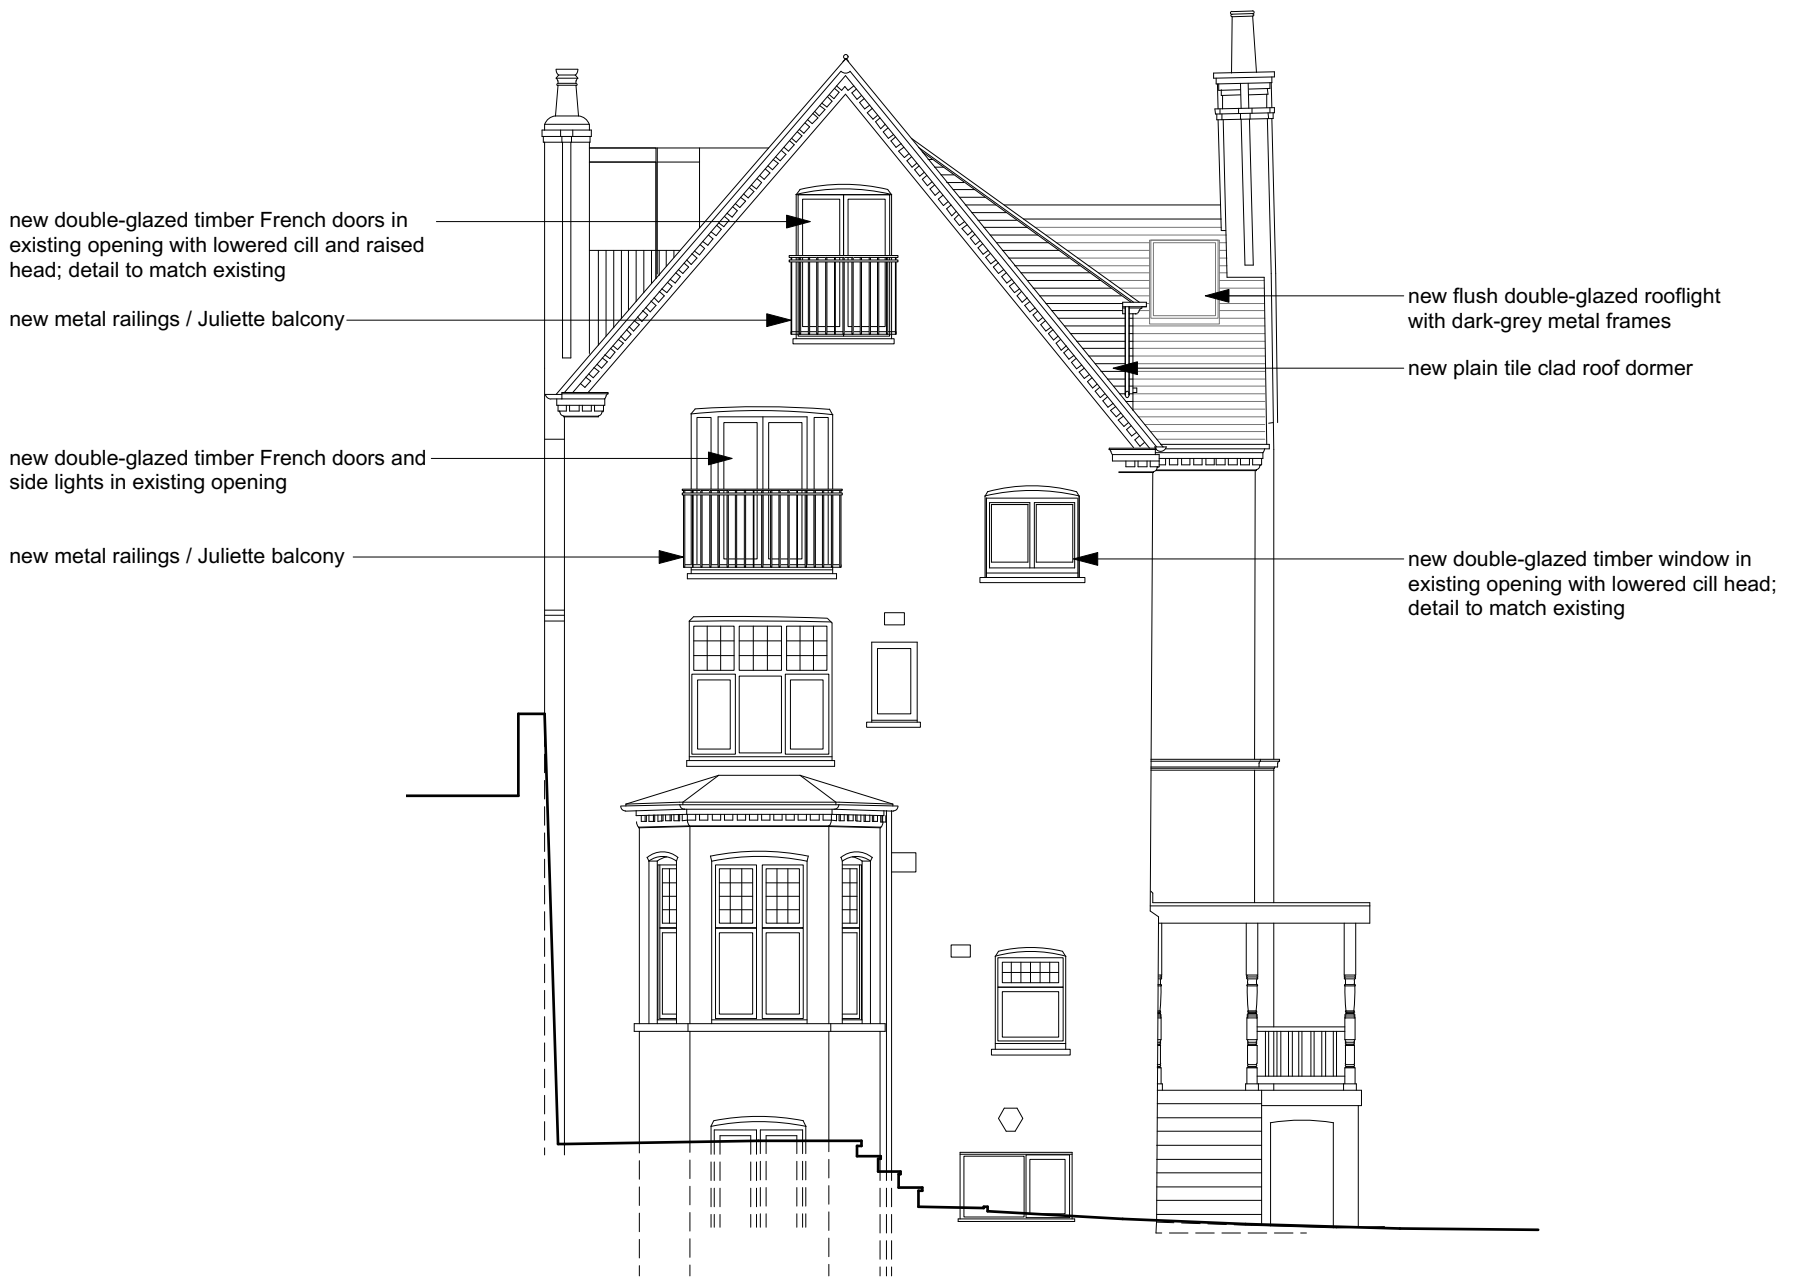 new double-glazed timber French doors in
existing opening with lowered cill and raised
head; detail to match existing
new metal railings / Juliette balcony
new double-glazed timber French doors and
side lights in existing opening
new metal railings / Juliette balcony
new flush double-glazed rooflight
with dark-grey metal frames
new plain tile clad roof dormer
new double-glazed timber window in
existing opening with lowered cill head;
detail to match existing